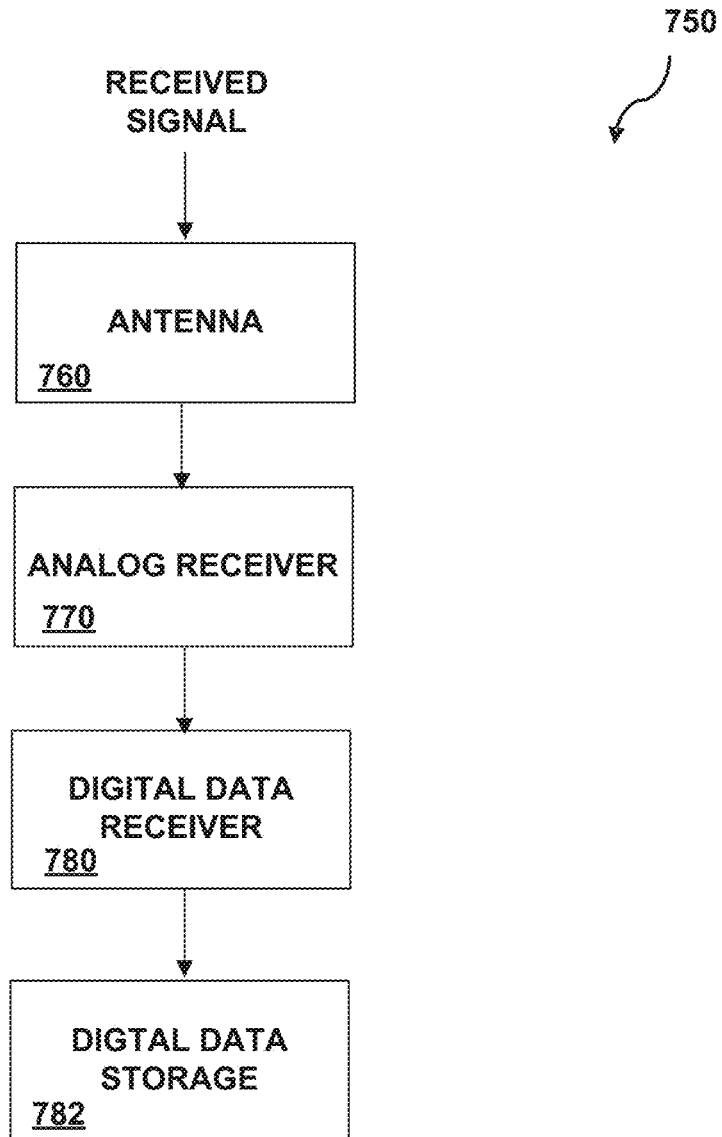 750
RECEIVED
SIGNAL
ANTENNA
760
ANALOG RECEIVER
770
DIGITAL DATA
RECEIVER
780
DIGTAL DATA
STORAGE
782